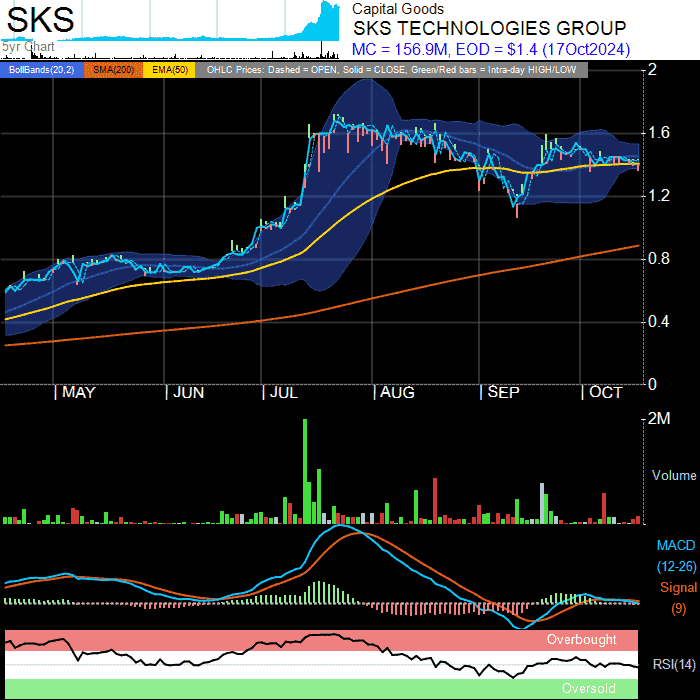 SKS
Capital Goods
SKS TECHNOLOGIES GROUP
MC = 156.9M, EOD = $1.4 (17Oct2024)
5yr Chart
BollBands(20,2) SMA(200) EMA(50) OHLC Prices: Dashed = OPEN, Solid = CLOSE, Green/Red bars = Intra-day HIGH/LOW
2
1.6
1.2
0.8
0.4
0
MAY JUN JUL AUG SEP OCT
2M
Volume
MACD
(12-26)
Signal
(9)
Overbought
RSI(14)
Oversold